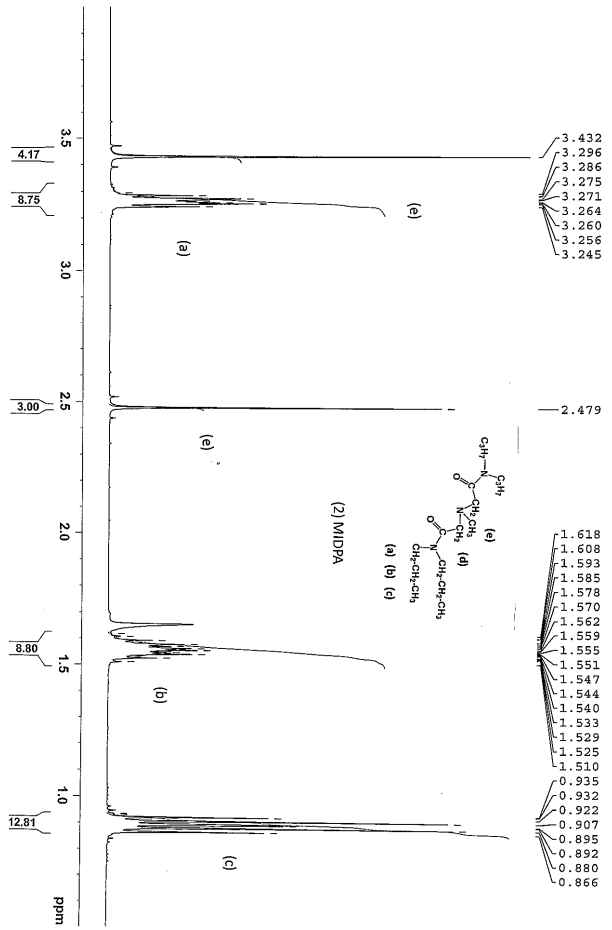 3.432
3.296
3.286
3.275
3.271
3.264
3.260
3.256
3.245
2.479
1.618
1.608
1.593
1.585
1.578
1.570
1.562
1.559
1.555
1.551
1.547
1.544
1.540
1.533
1.529
1.525
1.510
0.935
0.932
0.922
0.907
0.895
0.892
0.880
0.866
C3H7
C3H7
N
C
O
CH2
CH3
(e)
N
CH2
(d)
C
O
N
CH2-CH2-CH3
CH2-CH2-CH3
(a) (b) (c)
(2) MIDPA
(e)
(a)
(e)
(b)
(c)
3.5
3.0
2.5
2.0
1.5
1.0
ppm
4.17
8.75
3.00
8.80
12.81